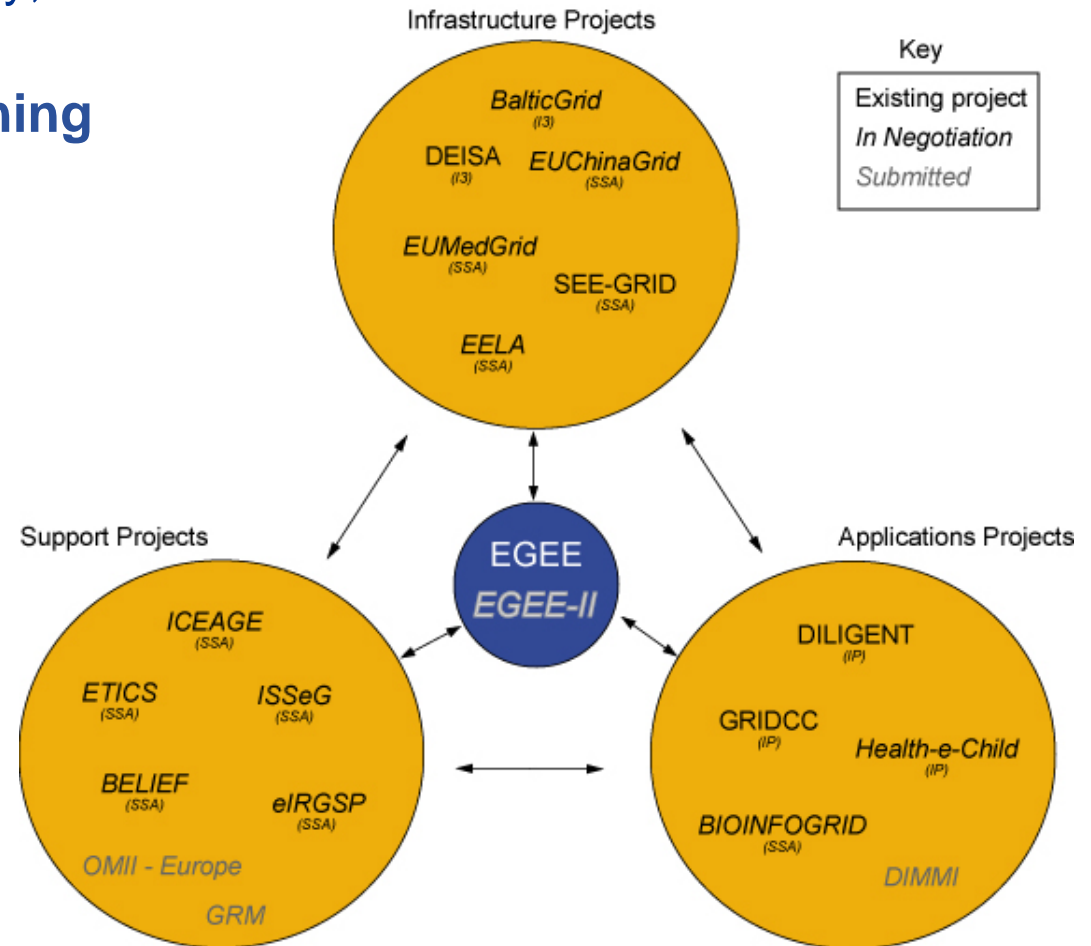 Infrastructure Projects
Key
Existing project
In Negotiation
Submitted
BalticGrid
(I3)
DEISA
(I3)
EUChinaGrid
(SSA)
EUMedGrid
(SSA)
SEE-GRID
(SSA)
EELA
(SSA)
EGEE
EGEE-II
Support Projects
ICEAGE
(SSA)
ETICS
(SSA)
ISSeG
(SSA)
BELIEF
(SSA)
eIRGSP
(SSA)
OMII - Europe
GRM
Applications Projects
DILIGENT
(IP)
GRIDCC
(IP)
Health-e-Child
(IP)
BIOINFOGRID
(SSA)
DIMMI